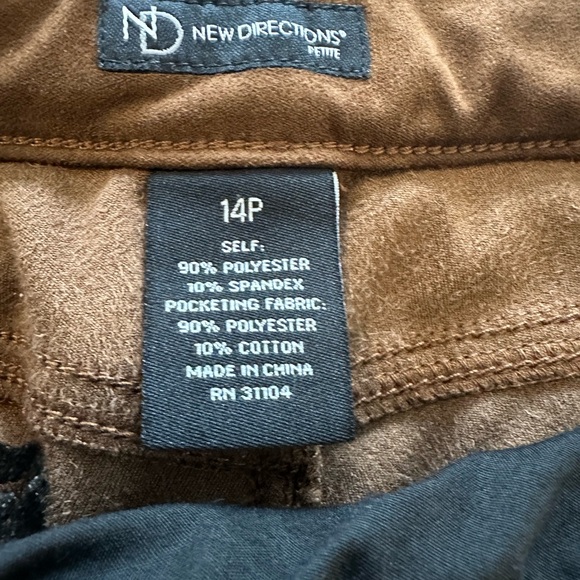 ND NEW DIRECTIONS®
PETITE
14P
SELF:
90% POLYESTER
10% SPANDEX
POCKETING FABRIC:
90% POLYESTER
10% COTTON
MADE IN CHINA
RN 31104